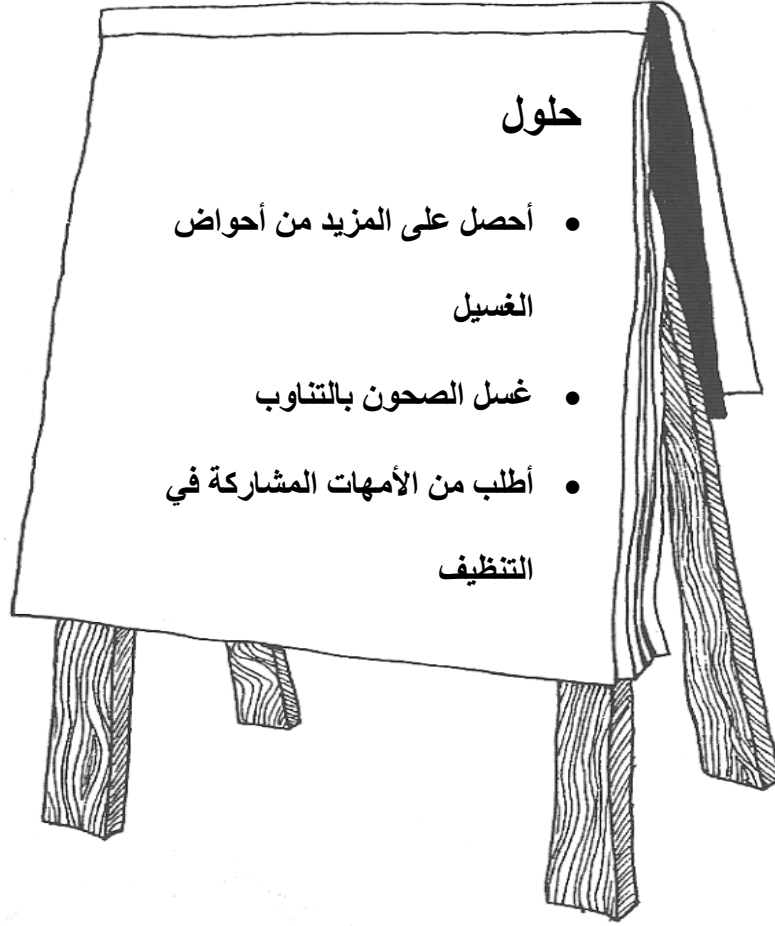 حلول
• أحصل على المزيد من أحواض
الغسيل
• غسل الصحون بالتناوب
• أطلب من الأمهات المشاركة في
التنظيف